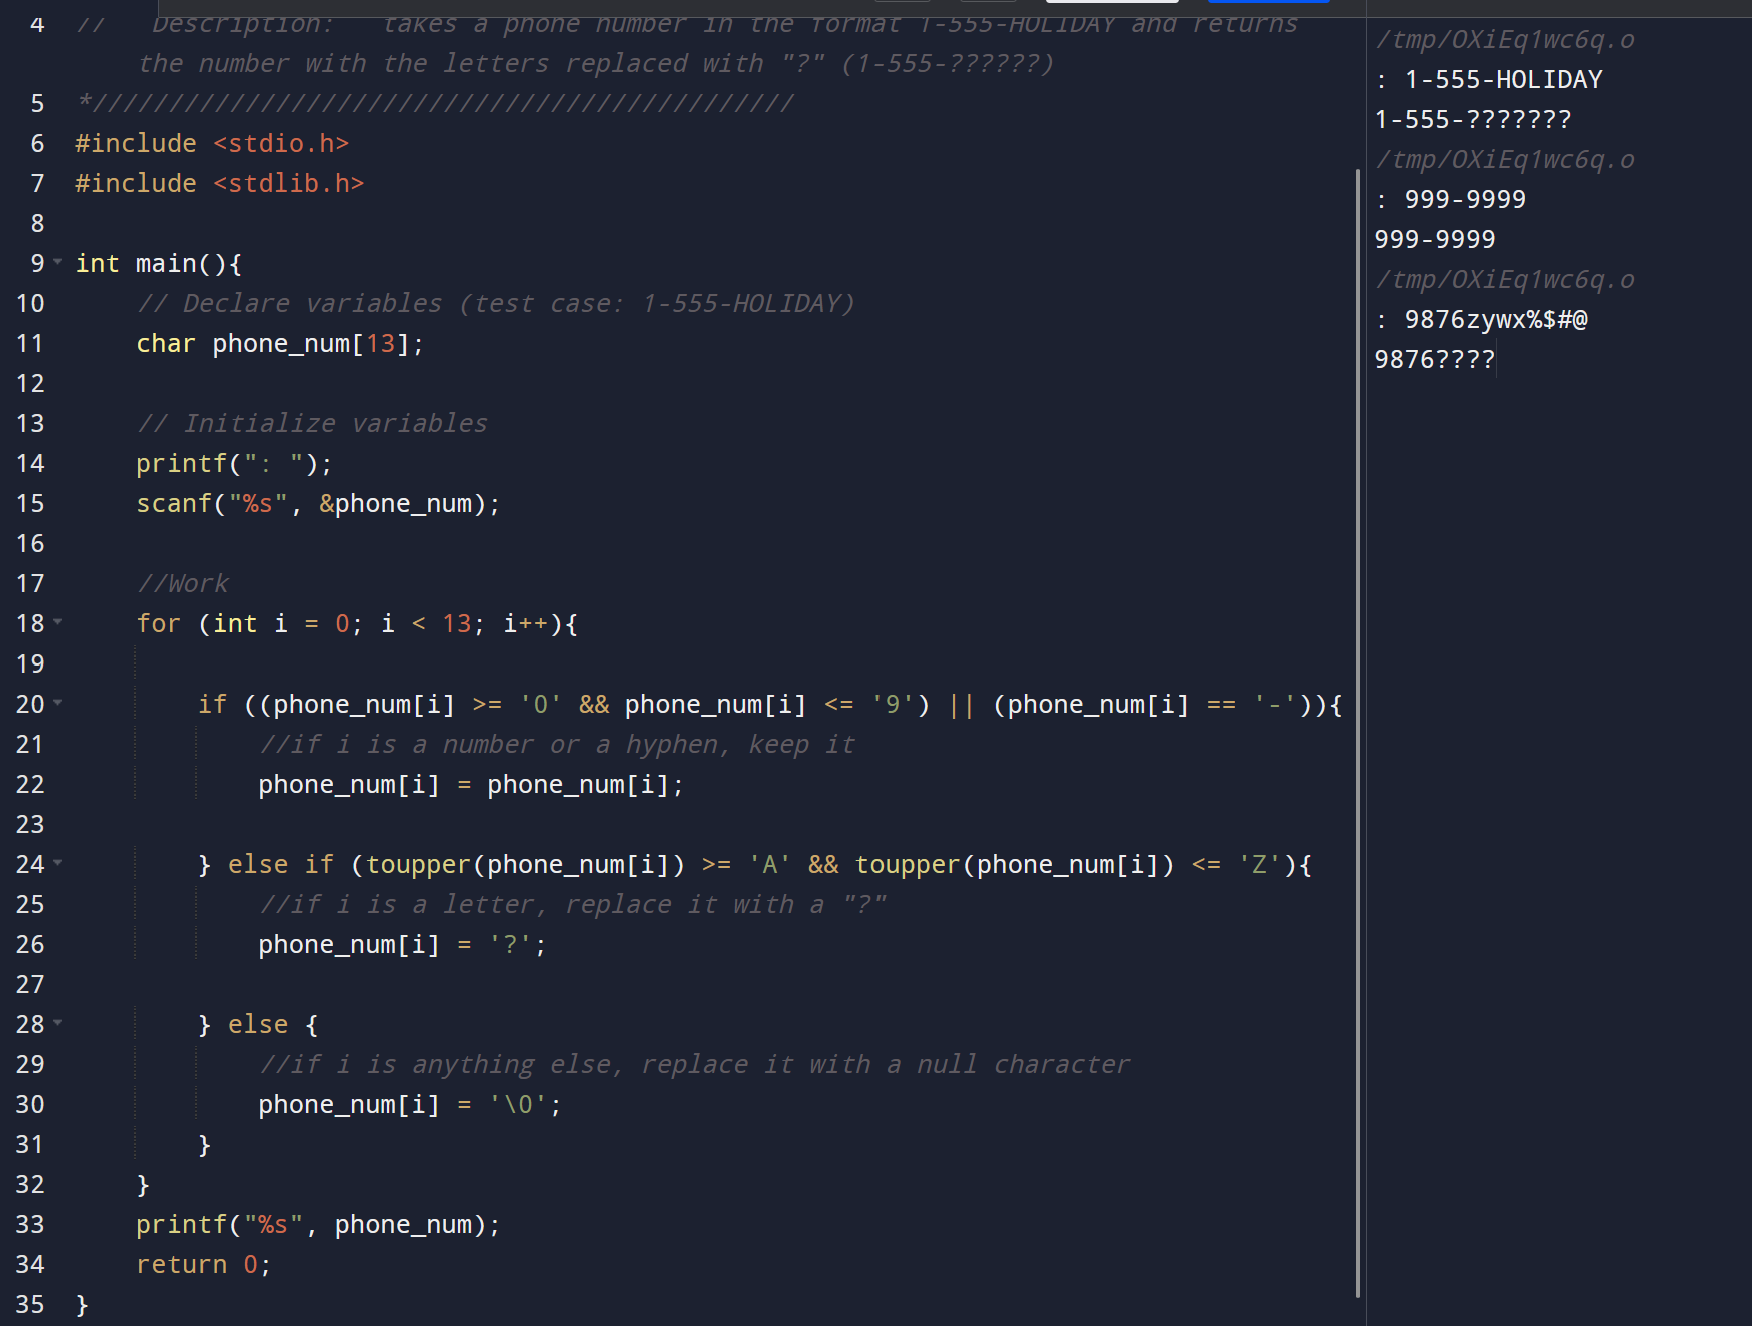 4 //   Description:   takes a phone number in the format 1-555-HOLIDAY and returns
the number with the letters replaced with "?" (1-555-??????)
5 *//////////////////////////////////////////////
6 #include <stdio.h>
7 #include <stdlib.h>
8
9 int main(){
10     // Declare variables (test case: 1-555-HOLIDAY)
11     char phone_num[13];
12
13     // Initialize variables
14     printf(": ");
15     scanf("%s", &phone_num);
16
17     //Work
18     for (int i = 0; i < 13; i++){
19
20         if ((phone_num[i] >= '0' && phone_num[i] <= '9') || (phone_num[i] == '-')){
21             //if i is a number or a hyphen, keep it
22             phone_num[i] = phone_num[i];
23
24         } else if (toupper(phone_num[i]) >= 'A' && toupper(phone_num[i]) <= 'Z'){
25             //if i is a letter, replace it with a "?"
26             phone_num[i] = '?';
27
28         } else {
29             //if i is anything else, replace it with a null character
30             phone_num[i] = '\0';
31         }
32     }
33     printf("%s", phone_num);
34     return 0;
35 }
/tmp/OXiEq1wc6q.o
: 1-555-HOLIDAY
1-555-???????
/tmp/OXiEq1wc6q.o
: 999-9999
999-9999
/tmp/OXiEq1wc6q.o
: 9876zywx%$#@
9876????